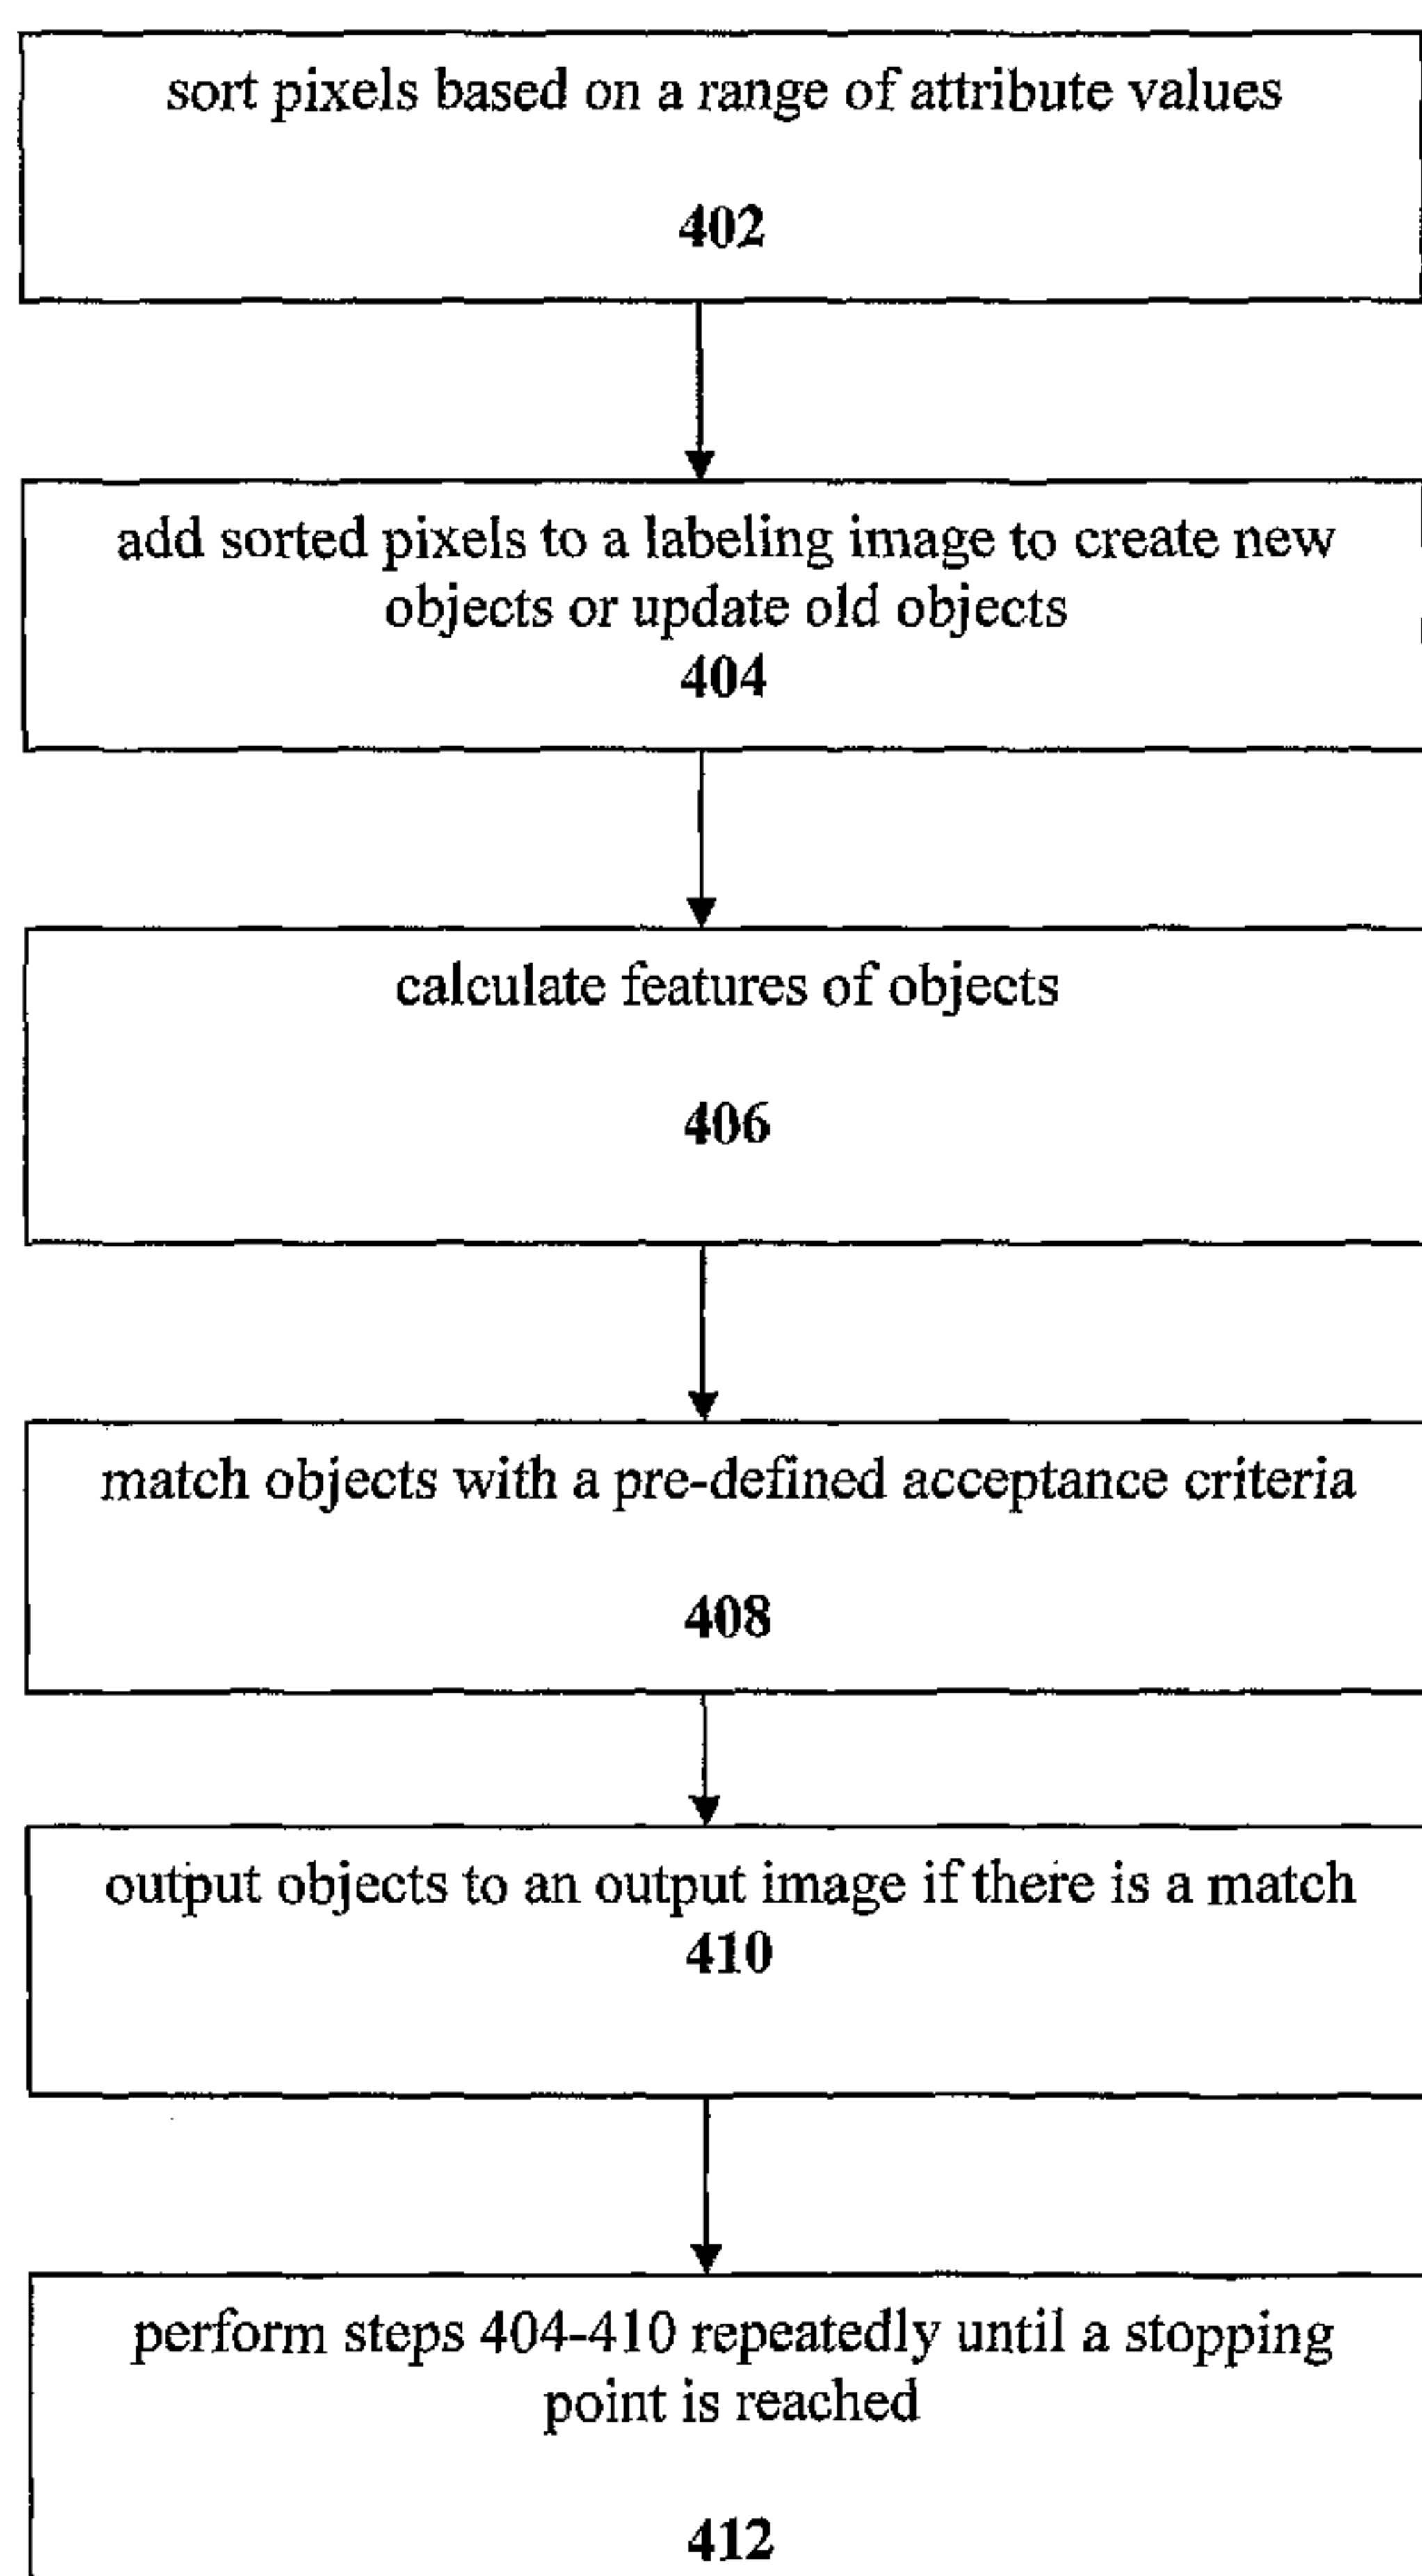 sort pixels based on a range of attribute values
402
add sorted pixels to a labeling image to create new
objects or update old objects
404
calculate features of objects
406
match objects with a pre-defined acceptance criteria
408
output objects to an output image if there is a match
410
perform steps 404-410 repeatedly until a stopping
point is reached
412